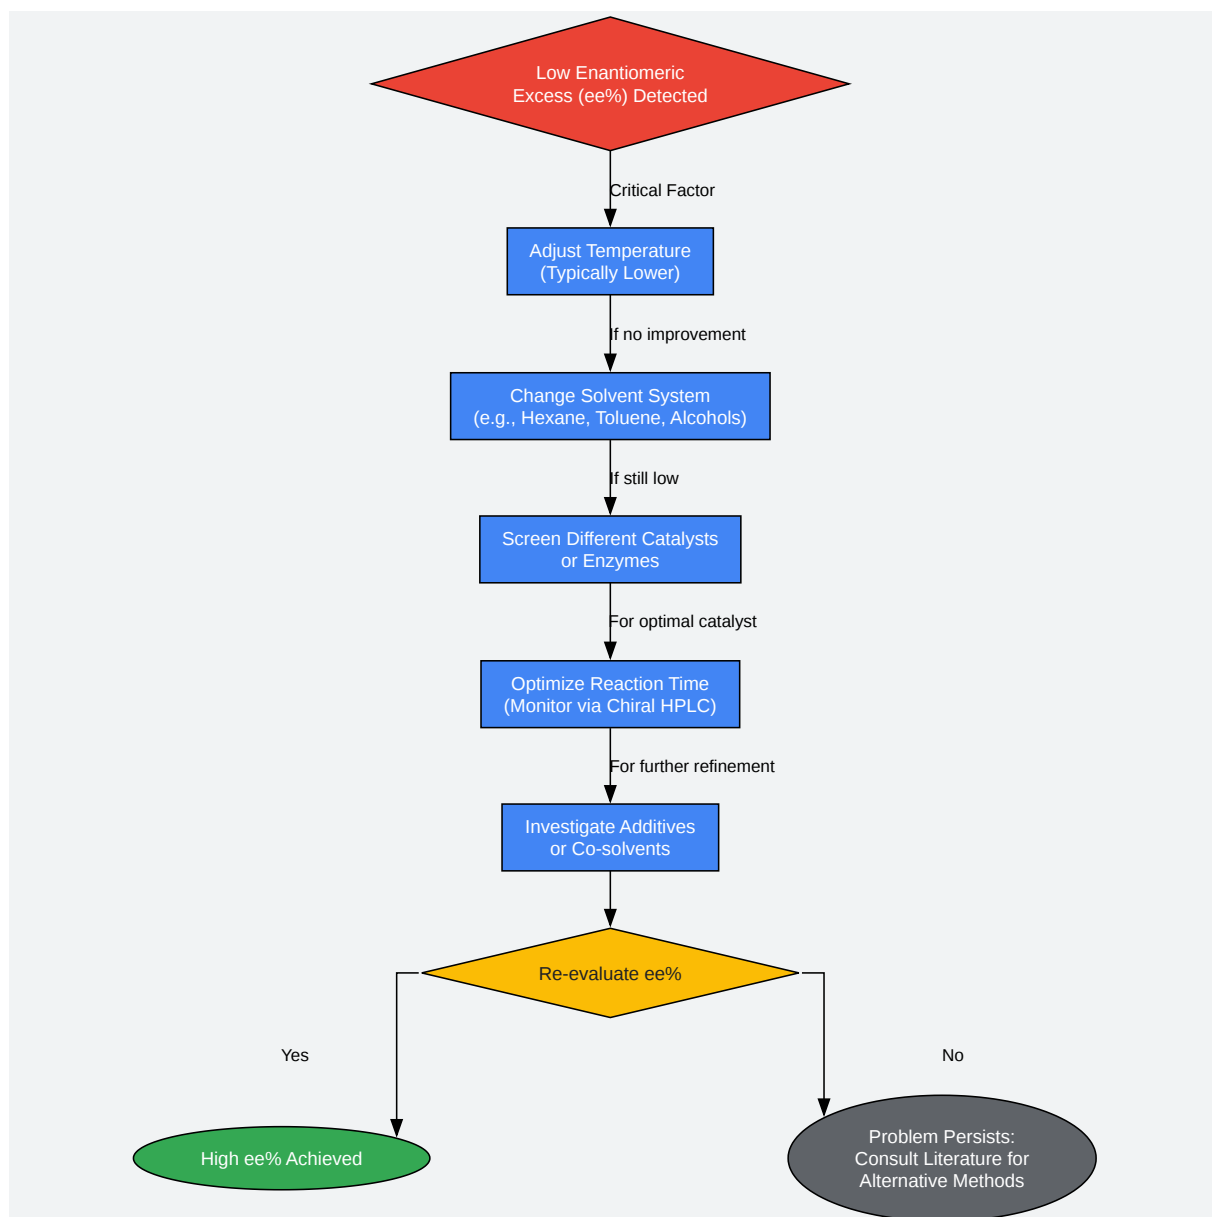 Low Enantiomeric
Excess (ee%) Detected
Critical Factor
Adjust Temperature
(Typically Lower)
If no improvement
Change Solvent System
(e.g., Hexane, Toluene, Alcohols)
If still low
Screen Different Catalysts
or Enzymes
For optimal catalyst
Optimize Reaction Time
(Monitor via Chiral HPLC)
For further refinement
Investigate Additives
or Co-solvents
Re-evaluate ee%
Yes
No
High ee% Achieved
Problem Persists:
Consult Literature for
Alternative Methods